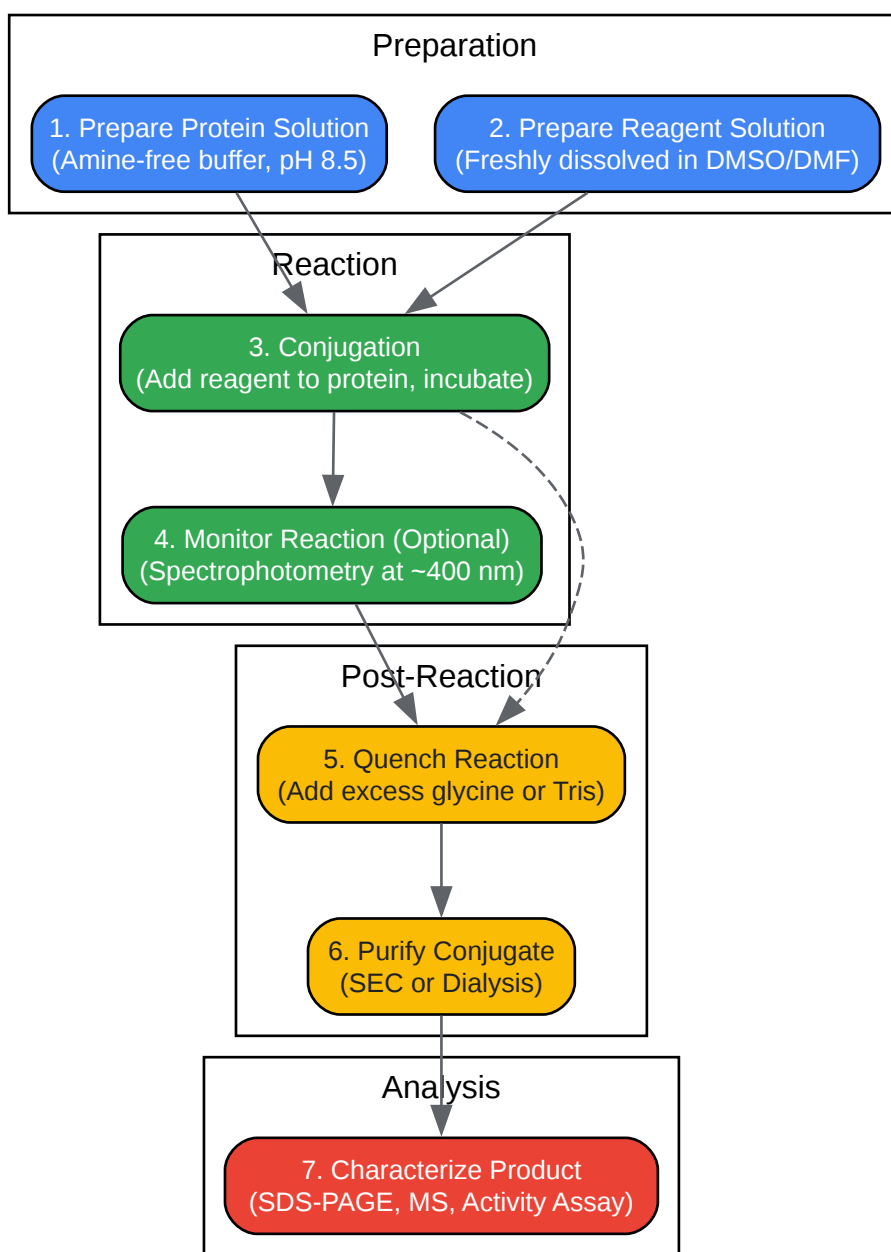 Preparation
1. Prepare Protein Solution
(Amine-free buffer, pH 8.5)
2. Prepare Reagent Solution
(Freshly dissolved in DMSO/DMF)
Reaction
3. Conjugation
(Add reagent to protein, incubate)
4. Monitor Reaction (Optional)
(Spectrophotometry at ~400 nm)
Post-Reaction
5. Quench Reaction
(Add excess glycine or Tris)
6. Purify Conjugate
(SEC or Dialysis)
Analysis
7. Characterize Product
(SDS-PAGE, MS, Activity Assay)